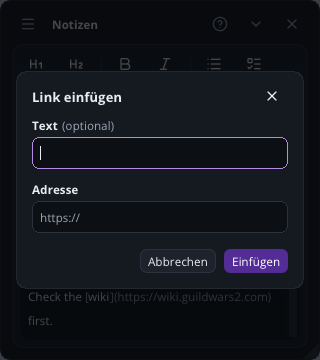 Notizen
H1 H2 B I
Link einfügen
Text (optional)
Adresse
https://
Abbrechen Einfügen
Check the [wiki](https://wiki.guildwars2.com)
first.